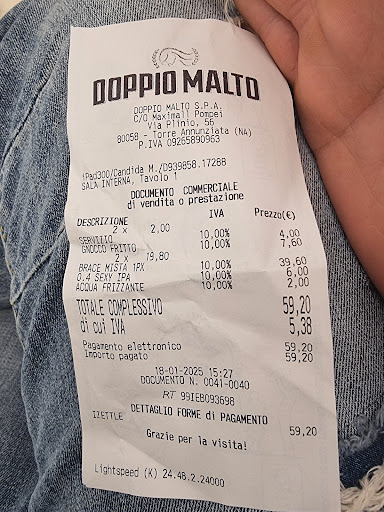 DOPPIO MALTO
DOPPIO MALTO S.P.A.
C/O Maximall Pompei
Via Plinio, 56
80058 - Torre Annunziata (NA)
P.IVA 09265890963
iPad300/Candida M./D939858.17288
SALA INTERNA, Tavolo 1
DOCUMENTO COMMERCIALE
di vendita o prestazione
DESCRIZIONE IVA Prezzo(€)
2 x 2,00
SERVIZIO 10,00% 4,00
GNOCCO FRITTO 10,00% 7,60
2 x 19,80
BRACE MISTA 1PX 10,00% 39,60
0.4 SEXY IPA 10,00% 6,00
ACQUA FRIZZANTE 10,00% 2,00
TOTALE COMPLESSIVO 59,20
di cui IVA 5,38
Pagamento elettronico 59,20
Importo pagato 59,20
18-01-2025 15:27
DOCUMENTO N. 0041-0040
RT 99IEB093698
DETTAGLIO FORME di PAGAMENTO
IZETTLE 59,20
Grazie per la visita!
Lightspeed (K) 24.48.2.24000